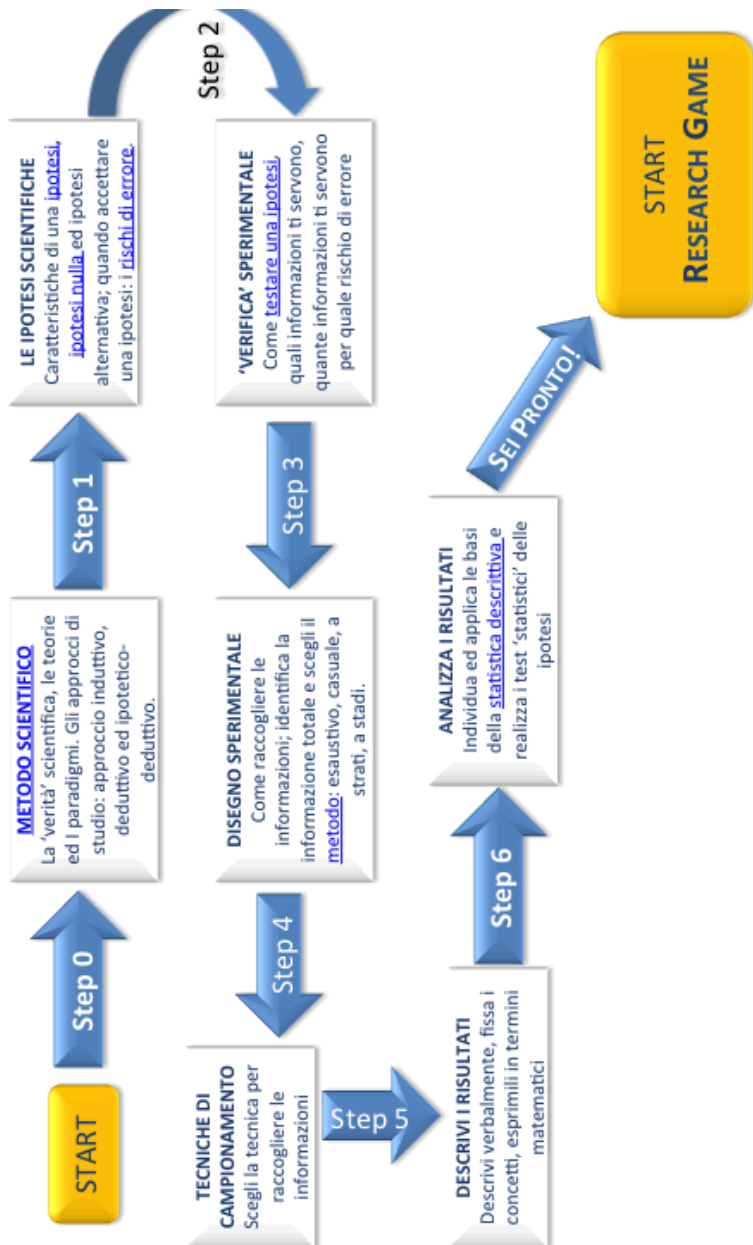 START
Step 0
METODO SCIENTIFICO
La 'verità' scientifica, le teorie
ed I paradigmi. Gli approcci di
studio: approccio induttivo,
deduttivo ed ipotetico-
deduttivo.
Step 1
LE IPOTESI SCIENTIFICHE
Caratteristiche di una ipotesi,
ipotesi nulla ed ipotesi
alternativa; quando accettare
una ipotesi: i rischi di errore.
Step 2
'VERIFICA' SPERIMENTALE
Come testare una ipotesi,
quali informazioni ti servono,
quante informazioni ti servono
per quale rischio di errore
Step 3
DISEGNO SPERIMENTALE
Come raccogliere le
informazioni; identifica la
informazione totale e scegli il
metodo: esaustivo, casuale, a
strati, a stadi.
Step 4
TECNICHE DI
CAMPIONAMENTO
Scegli la tecnica per
raccogliere le
informazioni
Step 5
DESCRIVI I RISULTATI
Descrivi verbalmente, fissa i
concetti, esprimili in termini
matematici
Step 6
ANALIZZA I RISULTATI
Individua ed applica le basi
della statistica descrittiva e
realizza i test 'statistici' delle
ipotesi
SEI PRONTO!
START
RESEARCH GAME